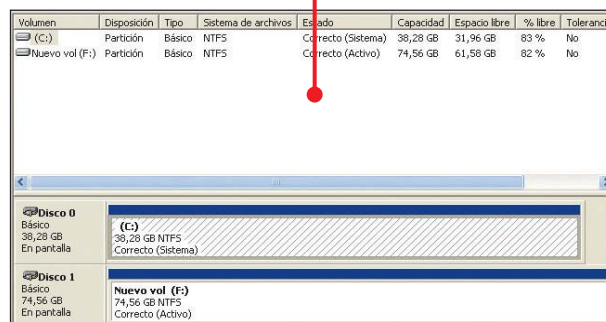 Volumen Disposición Tipo Sistema de archivos Estado Capacidad Espacio libre % libre Toleranci
(C:) Partición Básico NTFS Correcto (Sistema) 38,28 GB 31,96 GB 83 % No
Nuevo vol (F:) Partición Básico NTFS Correcto (Activo) 74,56 GB 61,58 GB 82 % No
Disco 0
Básico
38,28 GB
En pantalla
(C:)
38,28 GB NTFS
Correcto (Sistema)
Disco 1
Básico
74,56 GB
En pantalla
Nuevo vol (F:)
74,56 GB NTFS
Correcto (Activo)